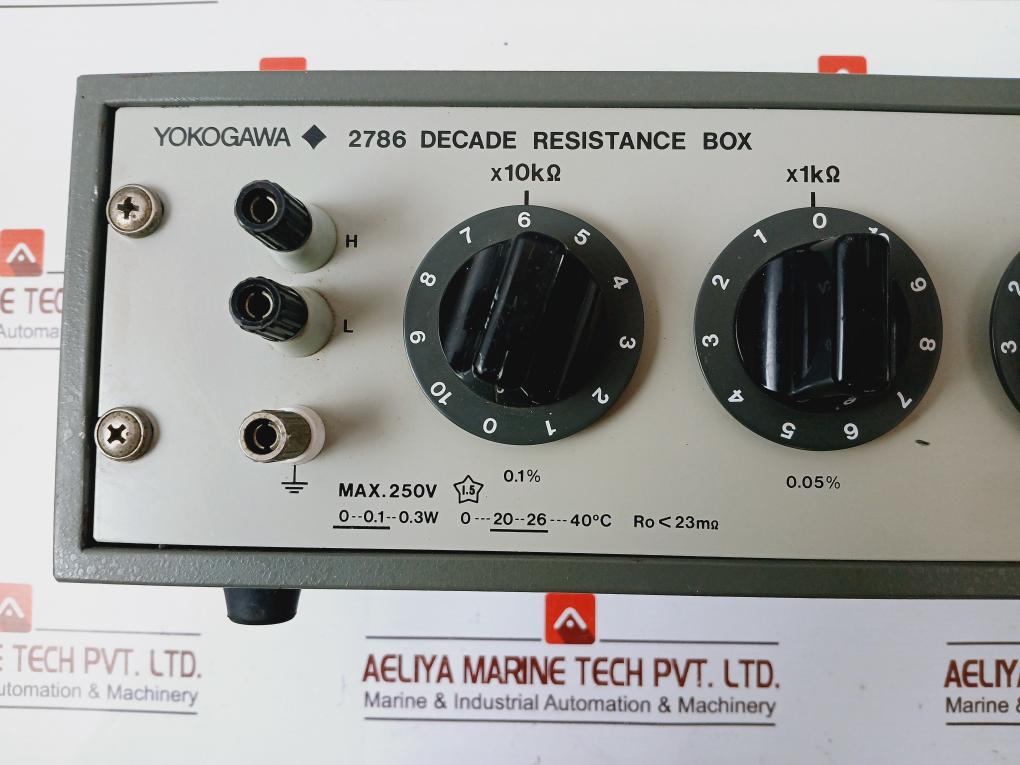 YOKOGAWA ◆ 2786 DECADE RESISTANCE BOX
x10kΩ
x1kΩ
H
L
6 5 4 3 2 1 0 10 9 8 7
0 9 8 7 6 5 4 3 2 1
2
3
0.1%
0.05%
MAX.250V 1.5
0--0.1--0.3W 0---20--26---40°C Ro<23mΩ
NE TEC
Automa
E TECH PVT. LTD.
utomation & Machinery
AELIYA MARINE TECH PVT. LTD.
Marine & Industrial Automation & Machinery
AELIY
Marine &